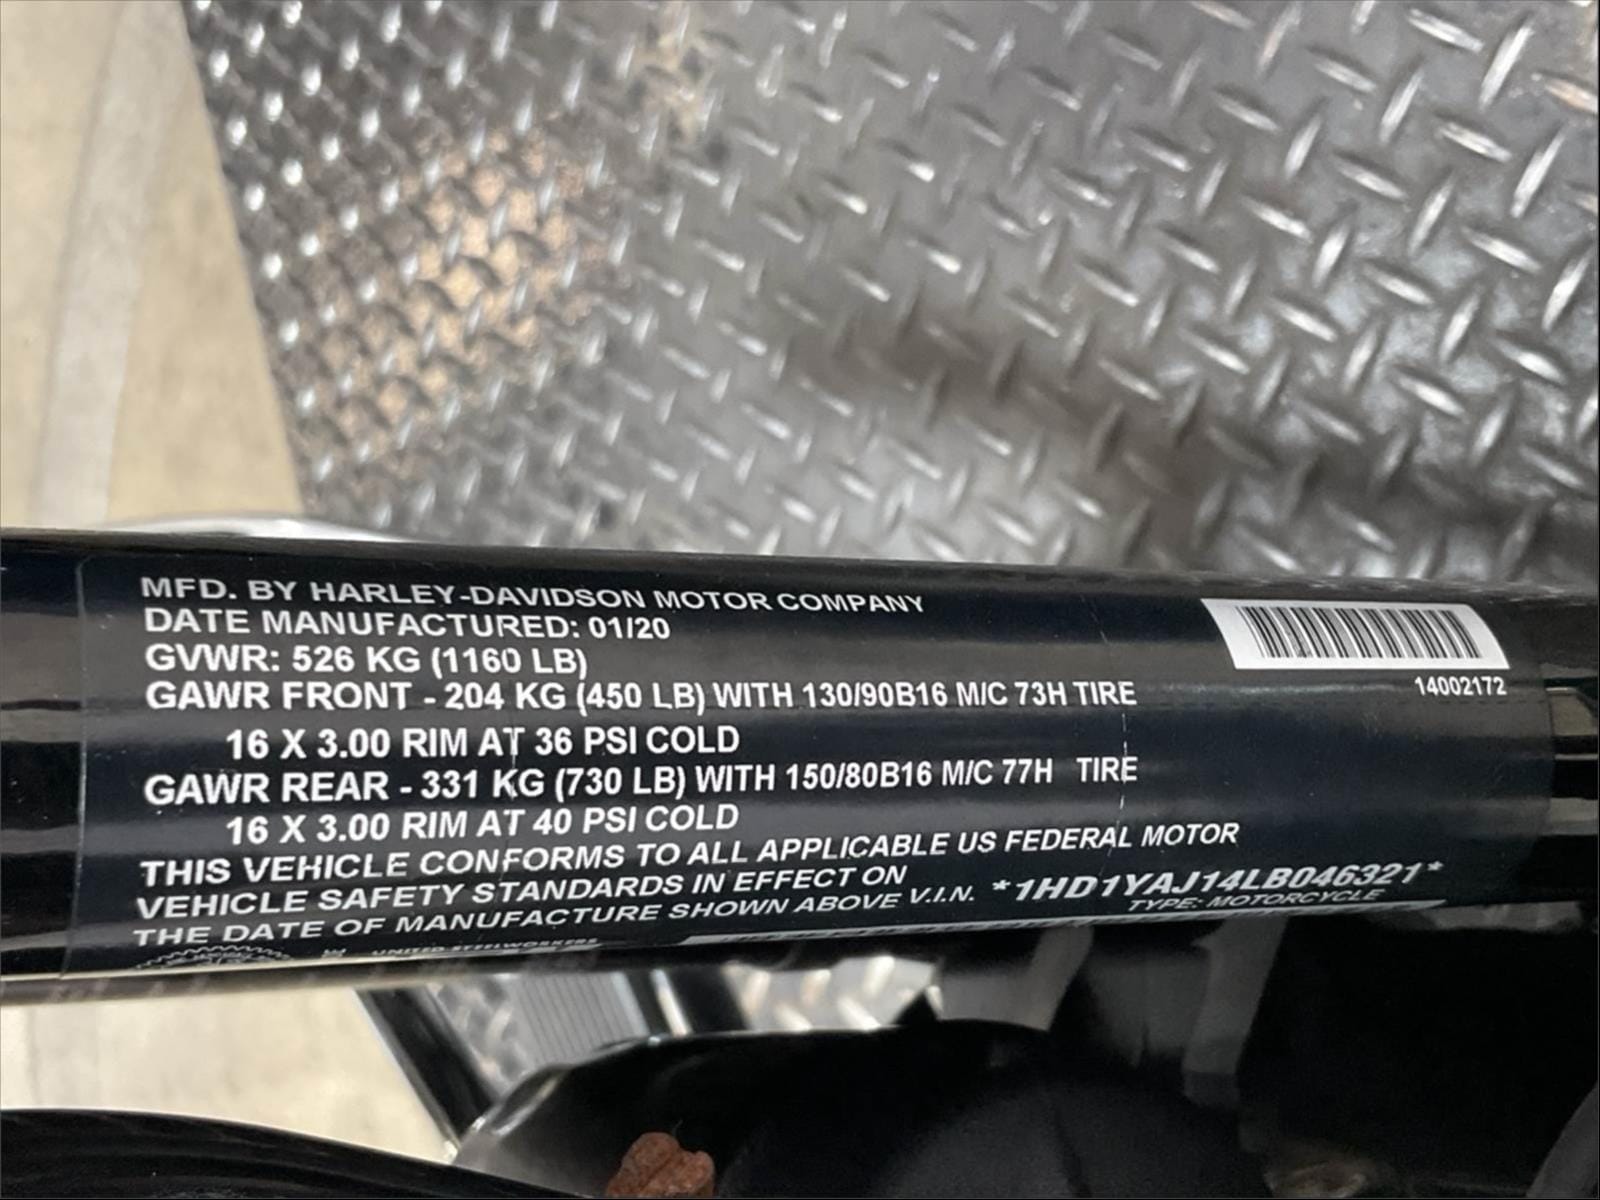 MFD. BY HARLEY-DAVIDSON MOTOR COMPANY
DATE MANUFACTURED: 01/20
GVWR: 526 KG (1160 LB)
GAWR FRONT - 204 KG (450 LB) WITH 130/90B16 M/C 73H TIRE
16 X 3.00 RIM AT 36 PSI COLD
GAWR REAR - 331 KG (730 LB) WITH 150/80B16 M/C 77H TIRE
16 X 3.00 RIM AT 40 PSI COLD
THIS VEHICLE CONFORMS TO ALL APPLICABLE US FEDERAL MOTOR
VEHICLE SAFETY STANDARDS IN EFFECT ON
THE DATE OF MANUFACTURE SHOWN ABOVE V.I.N. *1HD1YAJ14LB046321*
TYPE: MOTORCYCLE
UNITED STEELWORKERS
14002172